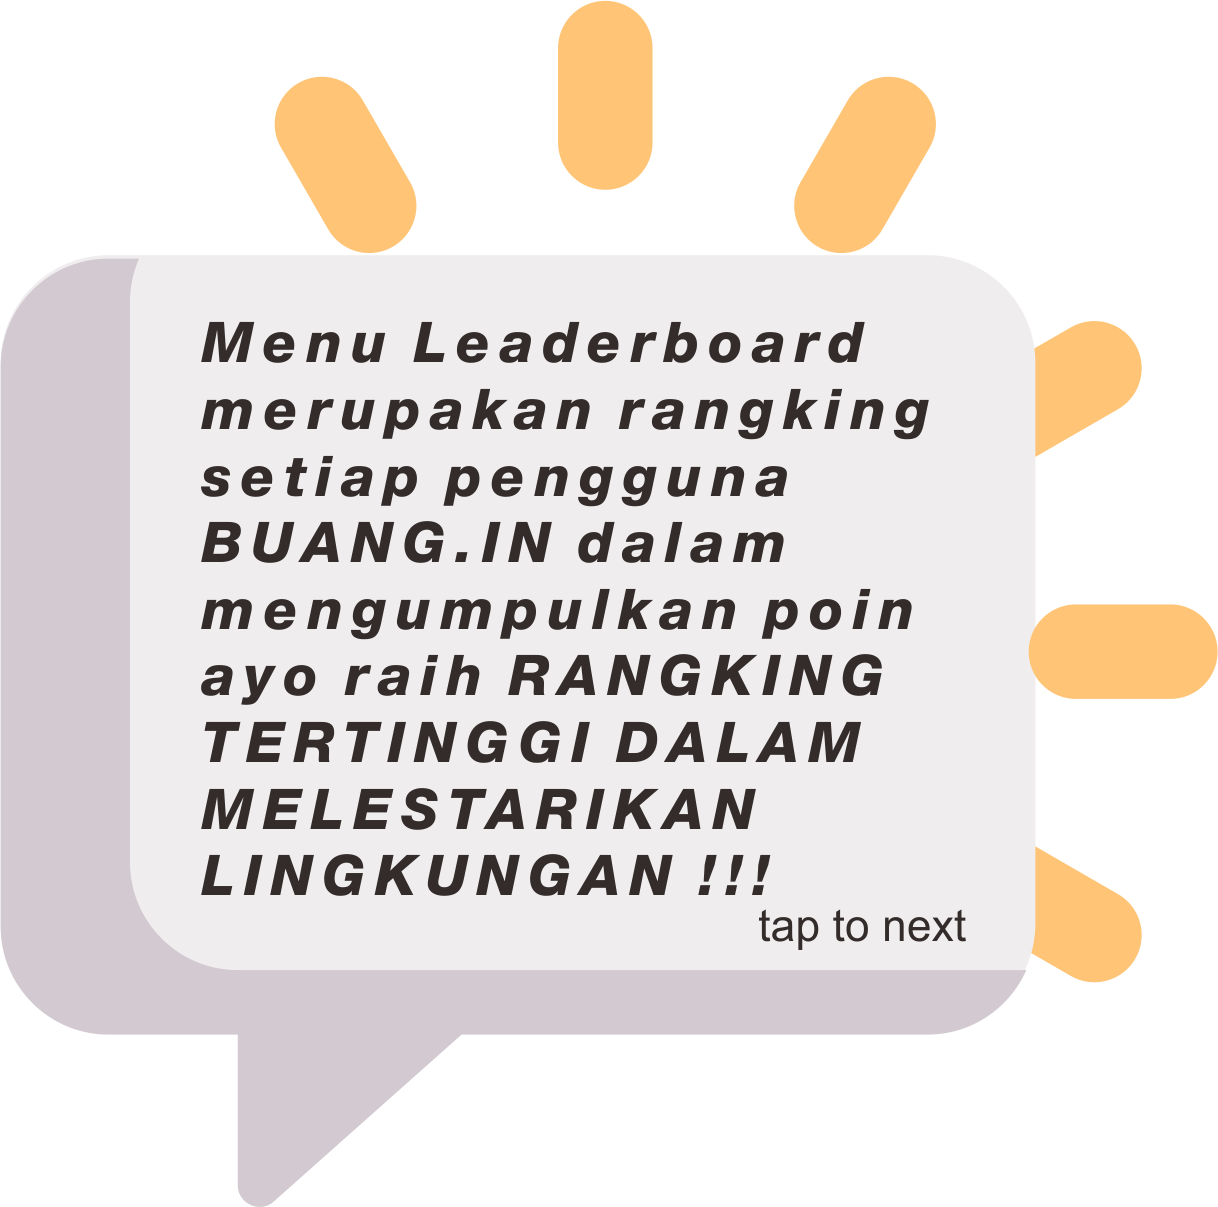 Menu Leaderboard
merupakan rangking
setiap pengguna
BUANG.IN dalam
mengumpulkan poin
ayo raih RANGKING
TERTINGGI DALAM
MELESTARIKAN
LINGKUNGAN !!!
tap to next